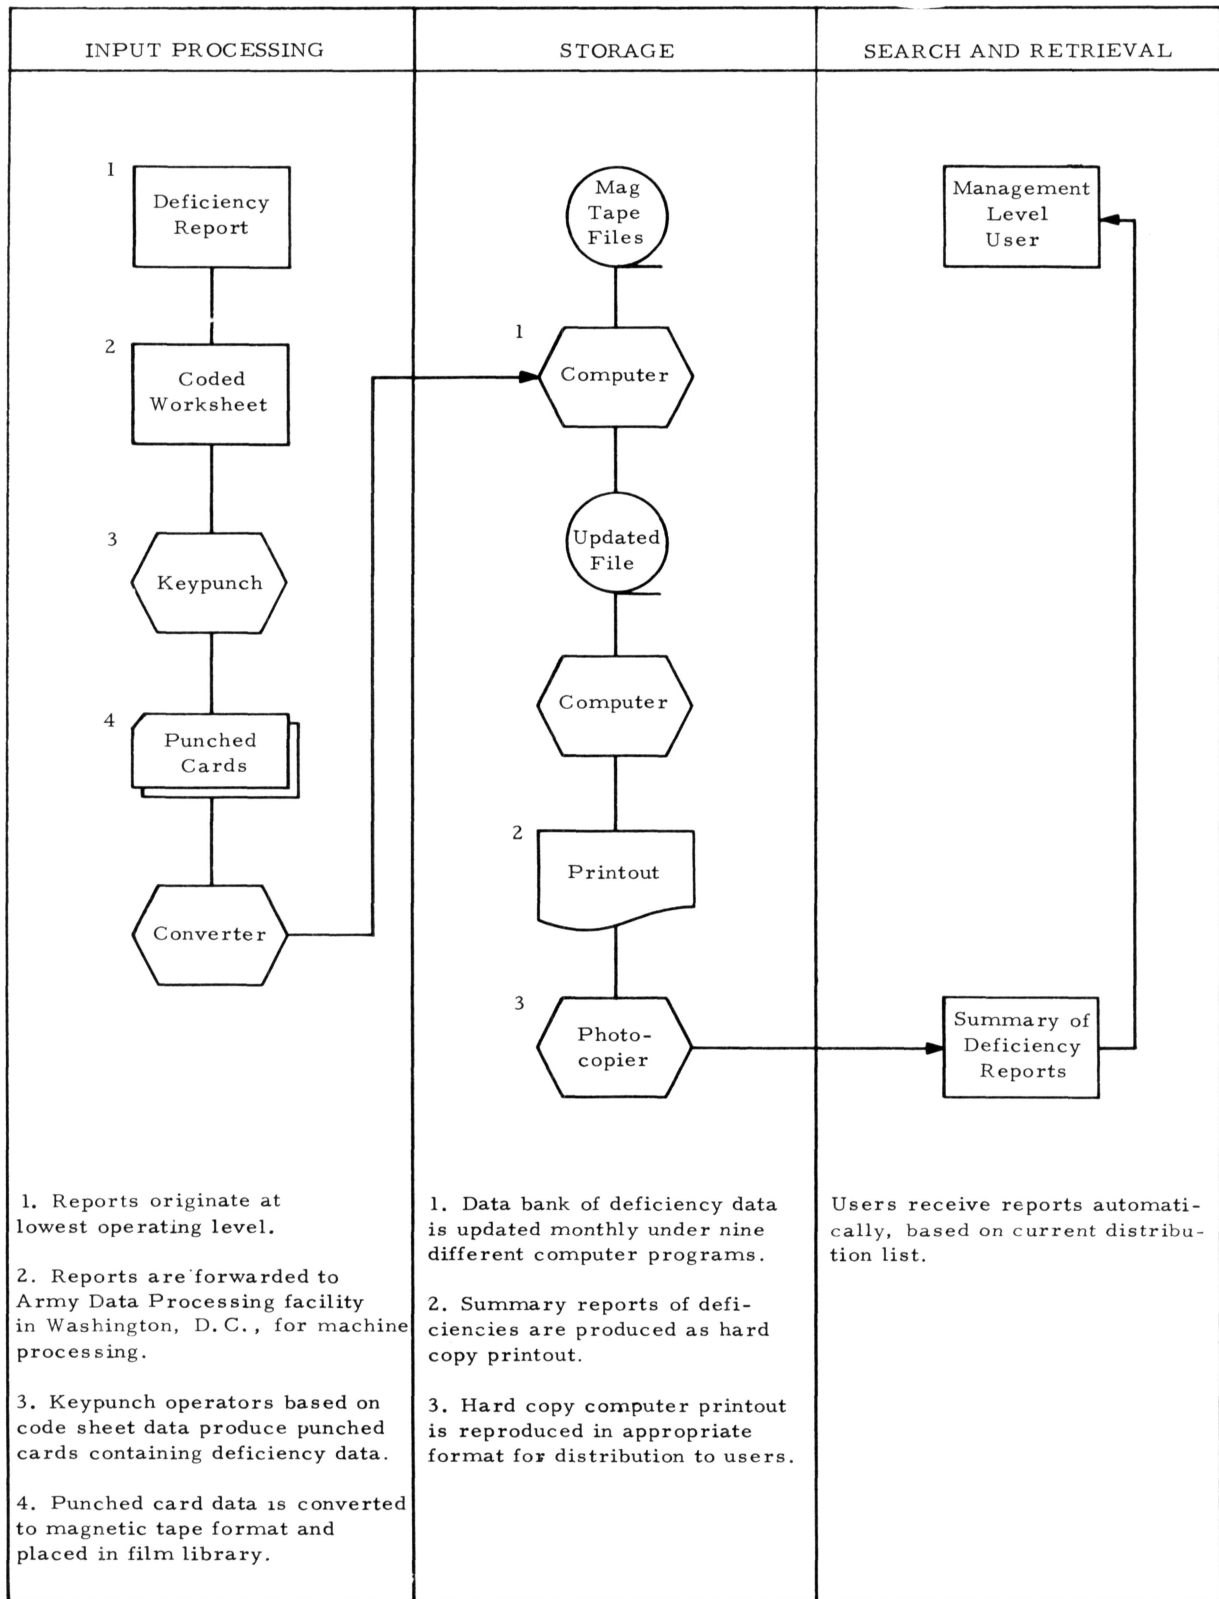 INPUT PROCESSING
STORAGE
SEARCH AND RETRIEVAL
1
Deficiency
Report
2
Coded
Worksheet
3
Keypunch
4
Punched
Cards
Converter
Mag
Tape
Files
1
Computer
Updated
File
Computer
2
Printout
3
Photo-
copier
Management
Level
User
Summary of
Deficiency
Reports
1. Reports originate at
lowest operating level.
2. Reports are forwarded to
Army Data Processing facility
in Washington, D.C., for machine
processing.
3. Keypunch operators based on
code sheet data produce punched
cards containing deficiency data.
4. Punched card data is converted
to magnetic tape format and
placed in film library.
1. Data bank of deficiency data
is updated monthly under nine
different computer programs.
2. Summary reports of defi-
ciencies are produced as hard
copy printout.
3. Hard copy computer printout
is reproduced in appropriate
format for distribution to users.
Users receive reports automati-
cally, based on current distribu-
tion list.